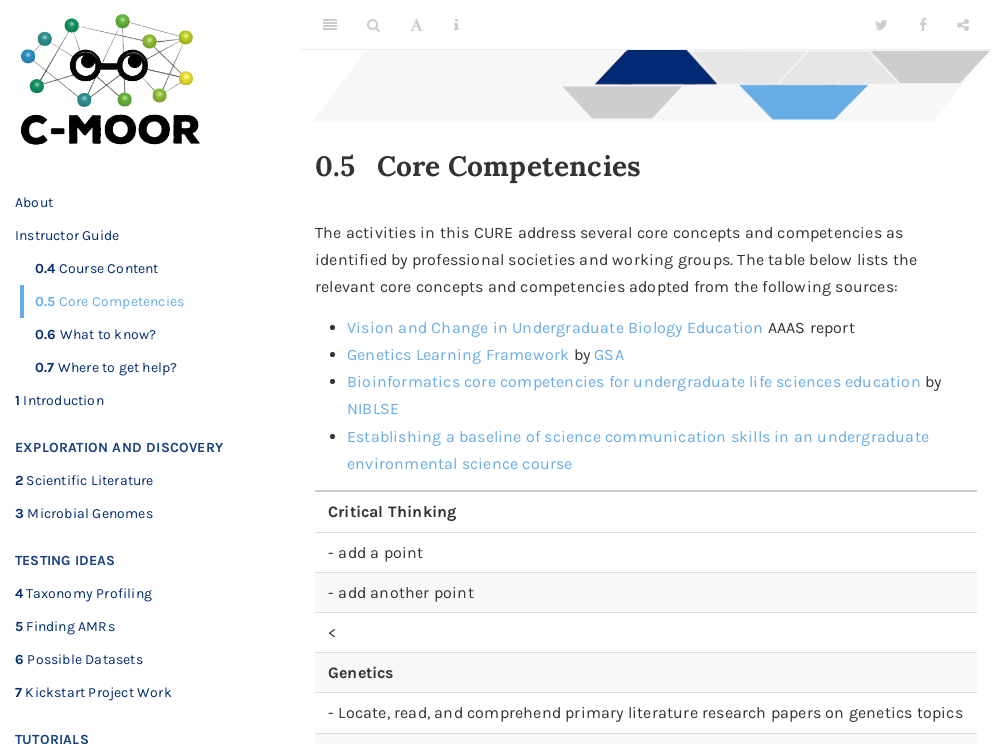 C-MOOR
About
Instructor Guide
0.4 Course Content
0.5 Core Competencies
0.6 What to know?
0.7 Where to get help?
1 Introduction
EXPLORATION AND DISCOVERY
2 Scientific Literature
3 Microbial Genomes
TESTING IDEAS
4 Taxonomy Profiling
5 Finding AMRs
6 Possible Datasets
7 Kickstart Project Work
TUTORIALS
A
i
0.5 Core Competencies
The activities in this CURE address several core concepts and competencies as
identified by professional societies and working groups. The table below lists the
relevant core concepts and competencies adopted from the following sources:
• Vision and Change in Undergraduate Biology Education AAAS report
• Genetics Learning Framework by GSA
• Bioinformatics core competencies for undergraduate life sciences education by
NIBLSE
• Establishing a baseline of science communication skills in an undergraduate
environmental science course
Critical Thinking
- add a point
- add another point
<
Genetics
- Locate, read, and comprehend primary literature research papers on genetics topics